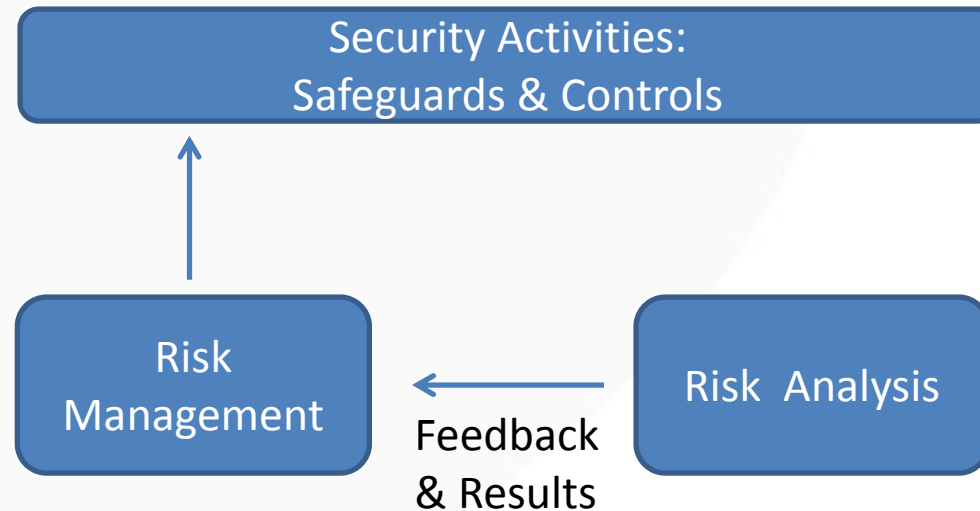 Security Activities:
Safeguards & Controls
Risk
Management
Feedback
& Results
Risk Analysis